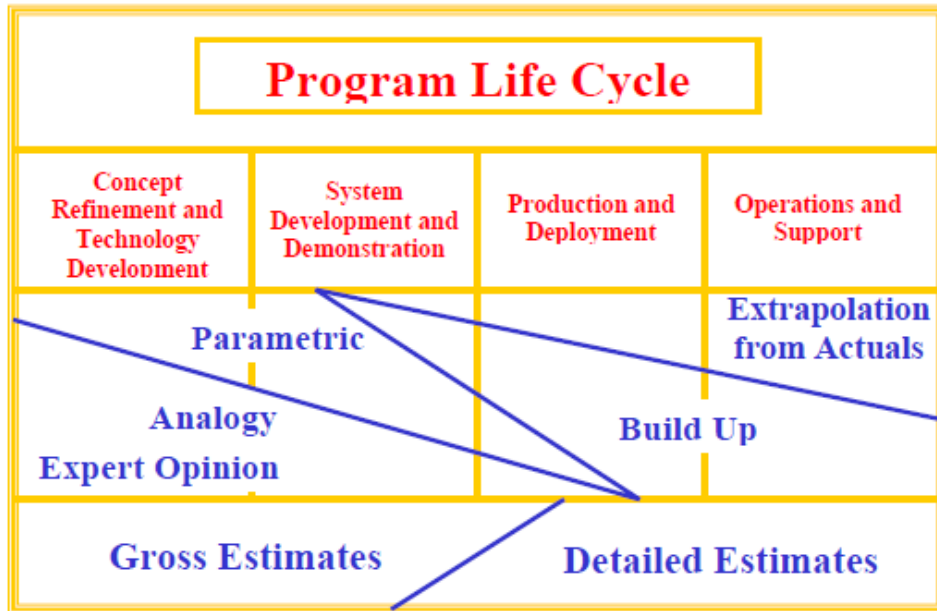 Program Life Cycle
Concept
Refinement and
Technology
Development
System
Development and
Demonstration
Production and
Deployment
Operations and
Support
Parametric
Analogy
Expert Opinion
Extrapolation
from Actuals
Build Up
Gross Estimates
Detailed Estimates